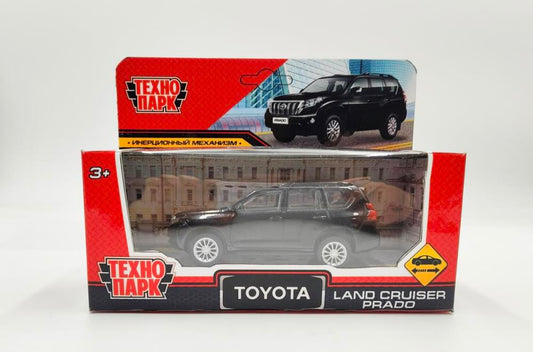 ТЕХНО
ПАРК
PRADO
• ИНЕРЦИОННЫЙ МЕХАНИЗМ •
3+
ТЕХНО
ПАРК
TOYOTA
LAND CRUISER
PRADO